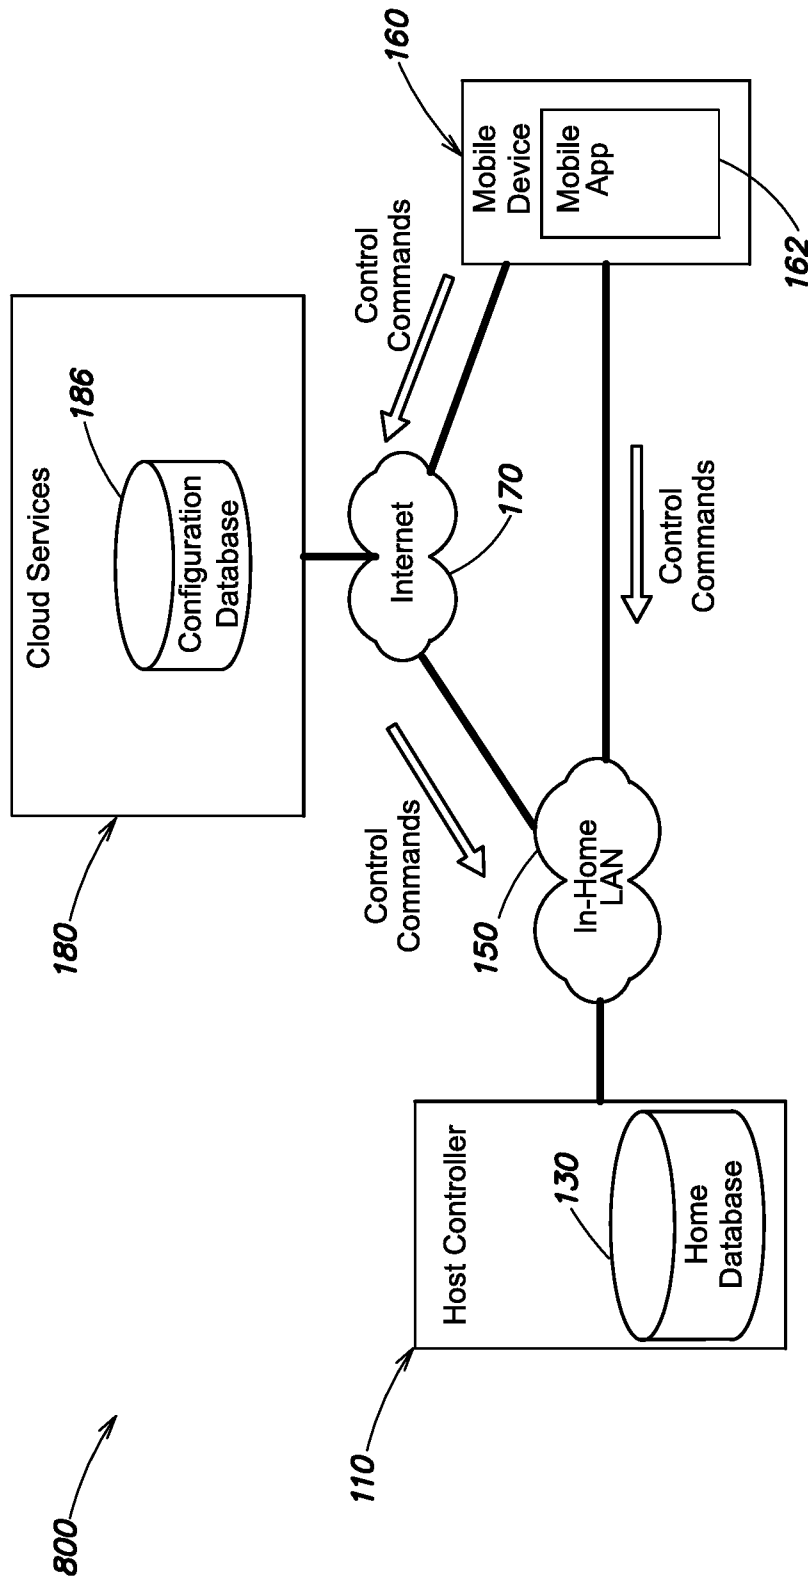 800
180
Cloud Services
186
Configuration
Database
110
Host Controller
130
Home
Database
Control
Commands
150
In-Home
LAN
Internet
170
Control
Commands
Control
Commands
160
Mobile
Device
Mobile
App
162